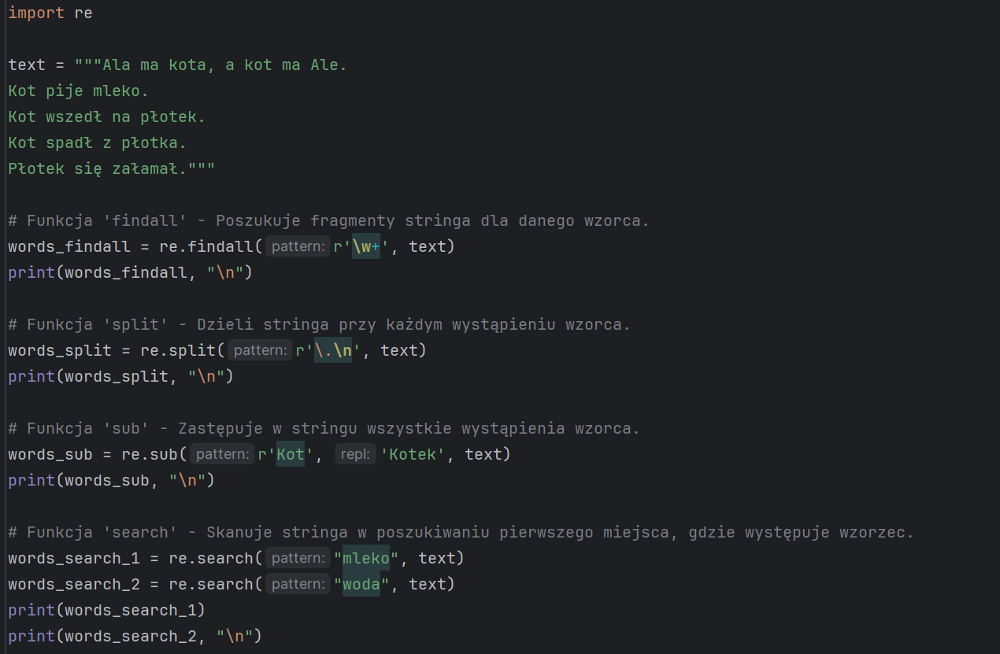 import re
text = """Ala ma kota, a kot ma Ale.
Kot pije mleko.
Kot wszedł na płotek.
Kot spadł z płotka.
Płotek się załamał."""
# Funkcja 'findall' - Poszukuje fragmenty stringa dla danego wzorca.
words_findall = re.findall( pattern: r'\w+', text)
print(words_findall, "\n")
# Funkcja 'split' - Dzieli stringa przy każdym wystąpieniu wzorca.
words_split = re.split( pattern: r'\.\n', text)
print(words_split, "\n")
# Funkcja 'sub' - Zastępuje w stringu wszystkie wystąpienia wzorca.
words_sub = re.sub( pattern: r'Kot', repl: 'Kotek', text)
print(words_sub, "\n")
# Funkcja 'search' - Skanuje stringa w poszukiwaniu pierwszego miejsca, gdzie występuje wzorzec.
words_search_1 = re.search( pattern: "mleko", text)
words_search_2 = re.search( pattern: "woda", text)
print(words_search_1)
print(words_search_2, "\n")